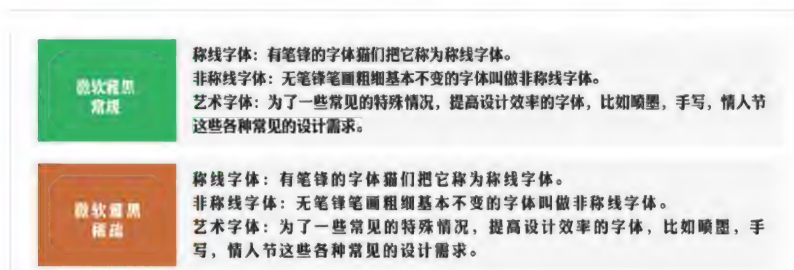 微软雅黑
常规
称线字体：有笔锋的字体猫们把它称为称线字体。
非称线字体：无笔锋笔画粗细基本不变的字体叫做非称线字体。
艺术字体：为了一些常见的特殊情况，提高设计效率的字体，比如喷墨，手写，情人节
这些各种常见的设计需求。
微软雅黑
稀疏
称线字体：有笔锋的字体猫们把它称为称线字体。
非称线字体：无笔锋笔画粗细基本不变的字体叫做非称线字体。
艺术字体：为了一些常见的特殊情况，提高设计效率的字体，比如喷墨，手
写，情人节这些各种常见的设计需求。